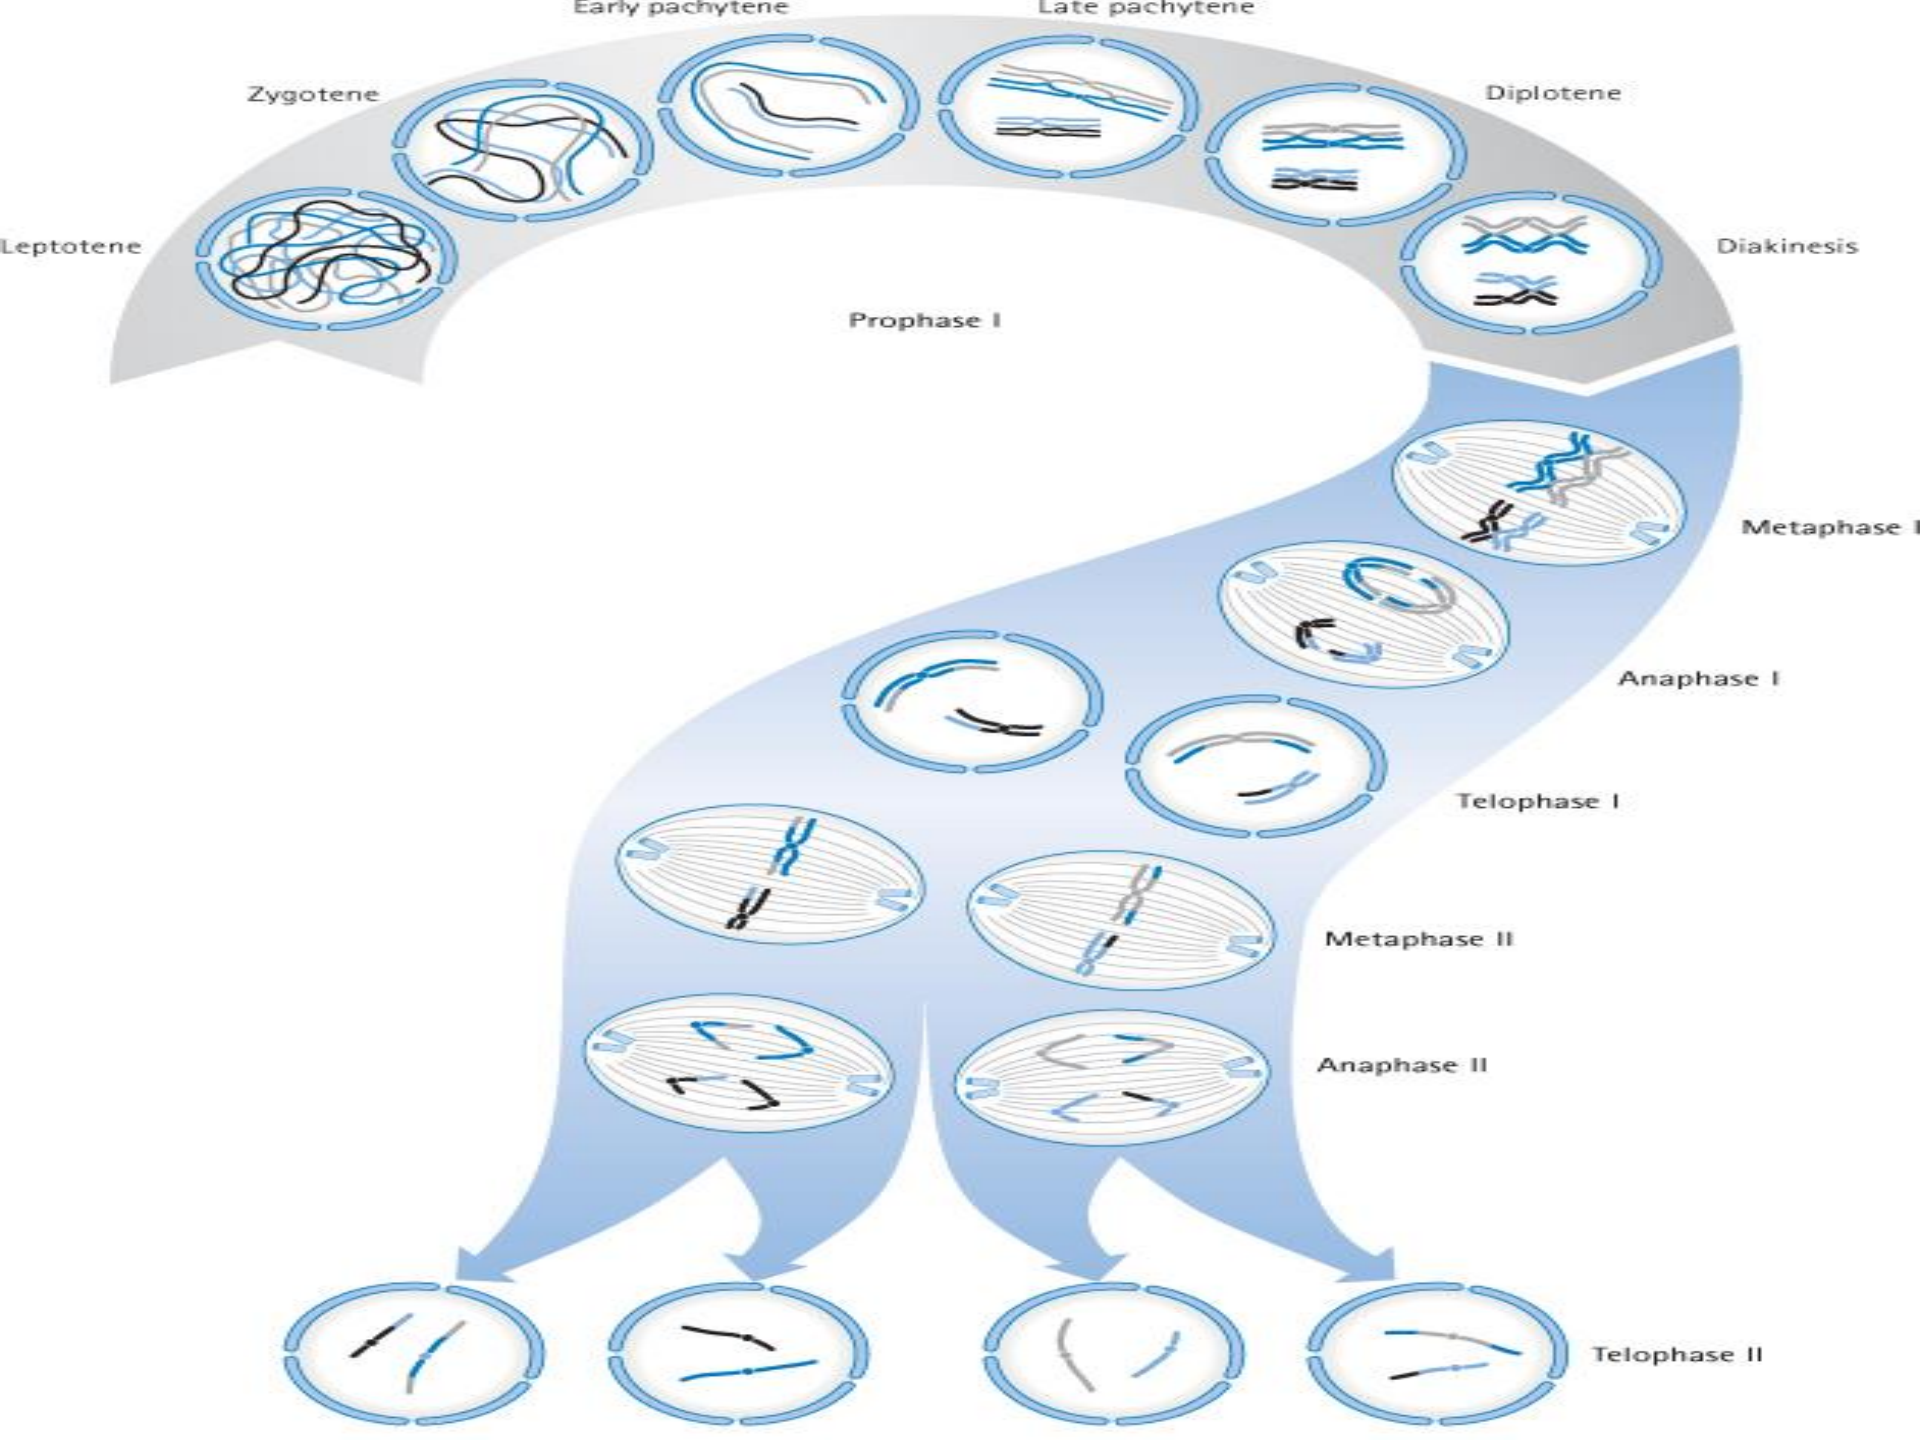 Early pachytene
Late pachytene
Zygotene
Diplotene
Leptotene
Diakinesis
Prophase I
Metaphase I
Anaphase I
Telophase I
Metaphase II
Anaphase II
Telophase II